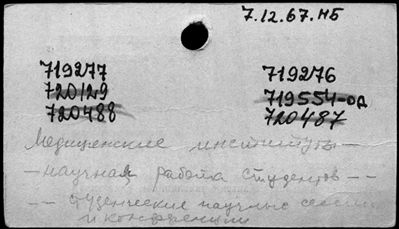 7.12.67.НБ
719277 719276
720129 719554-од
720488 720487
Медицинские институты —
— научная работа студентов — —
— — студенческие научные сессии
и конференции